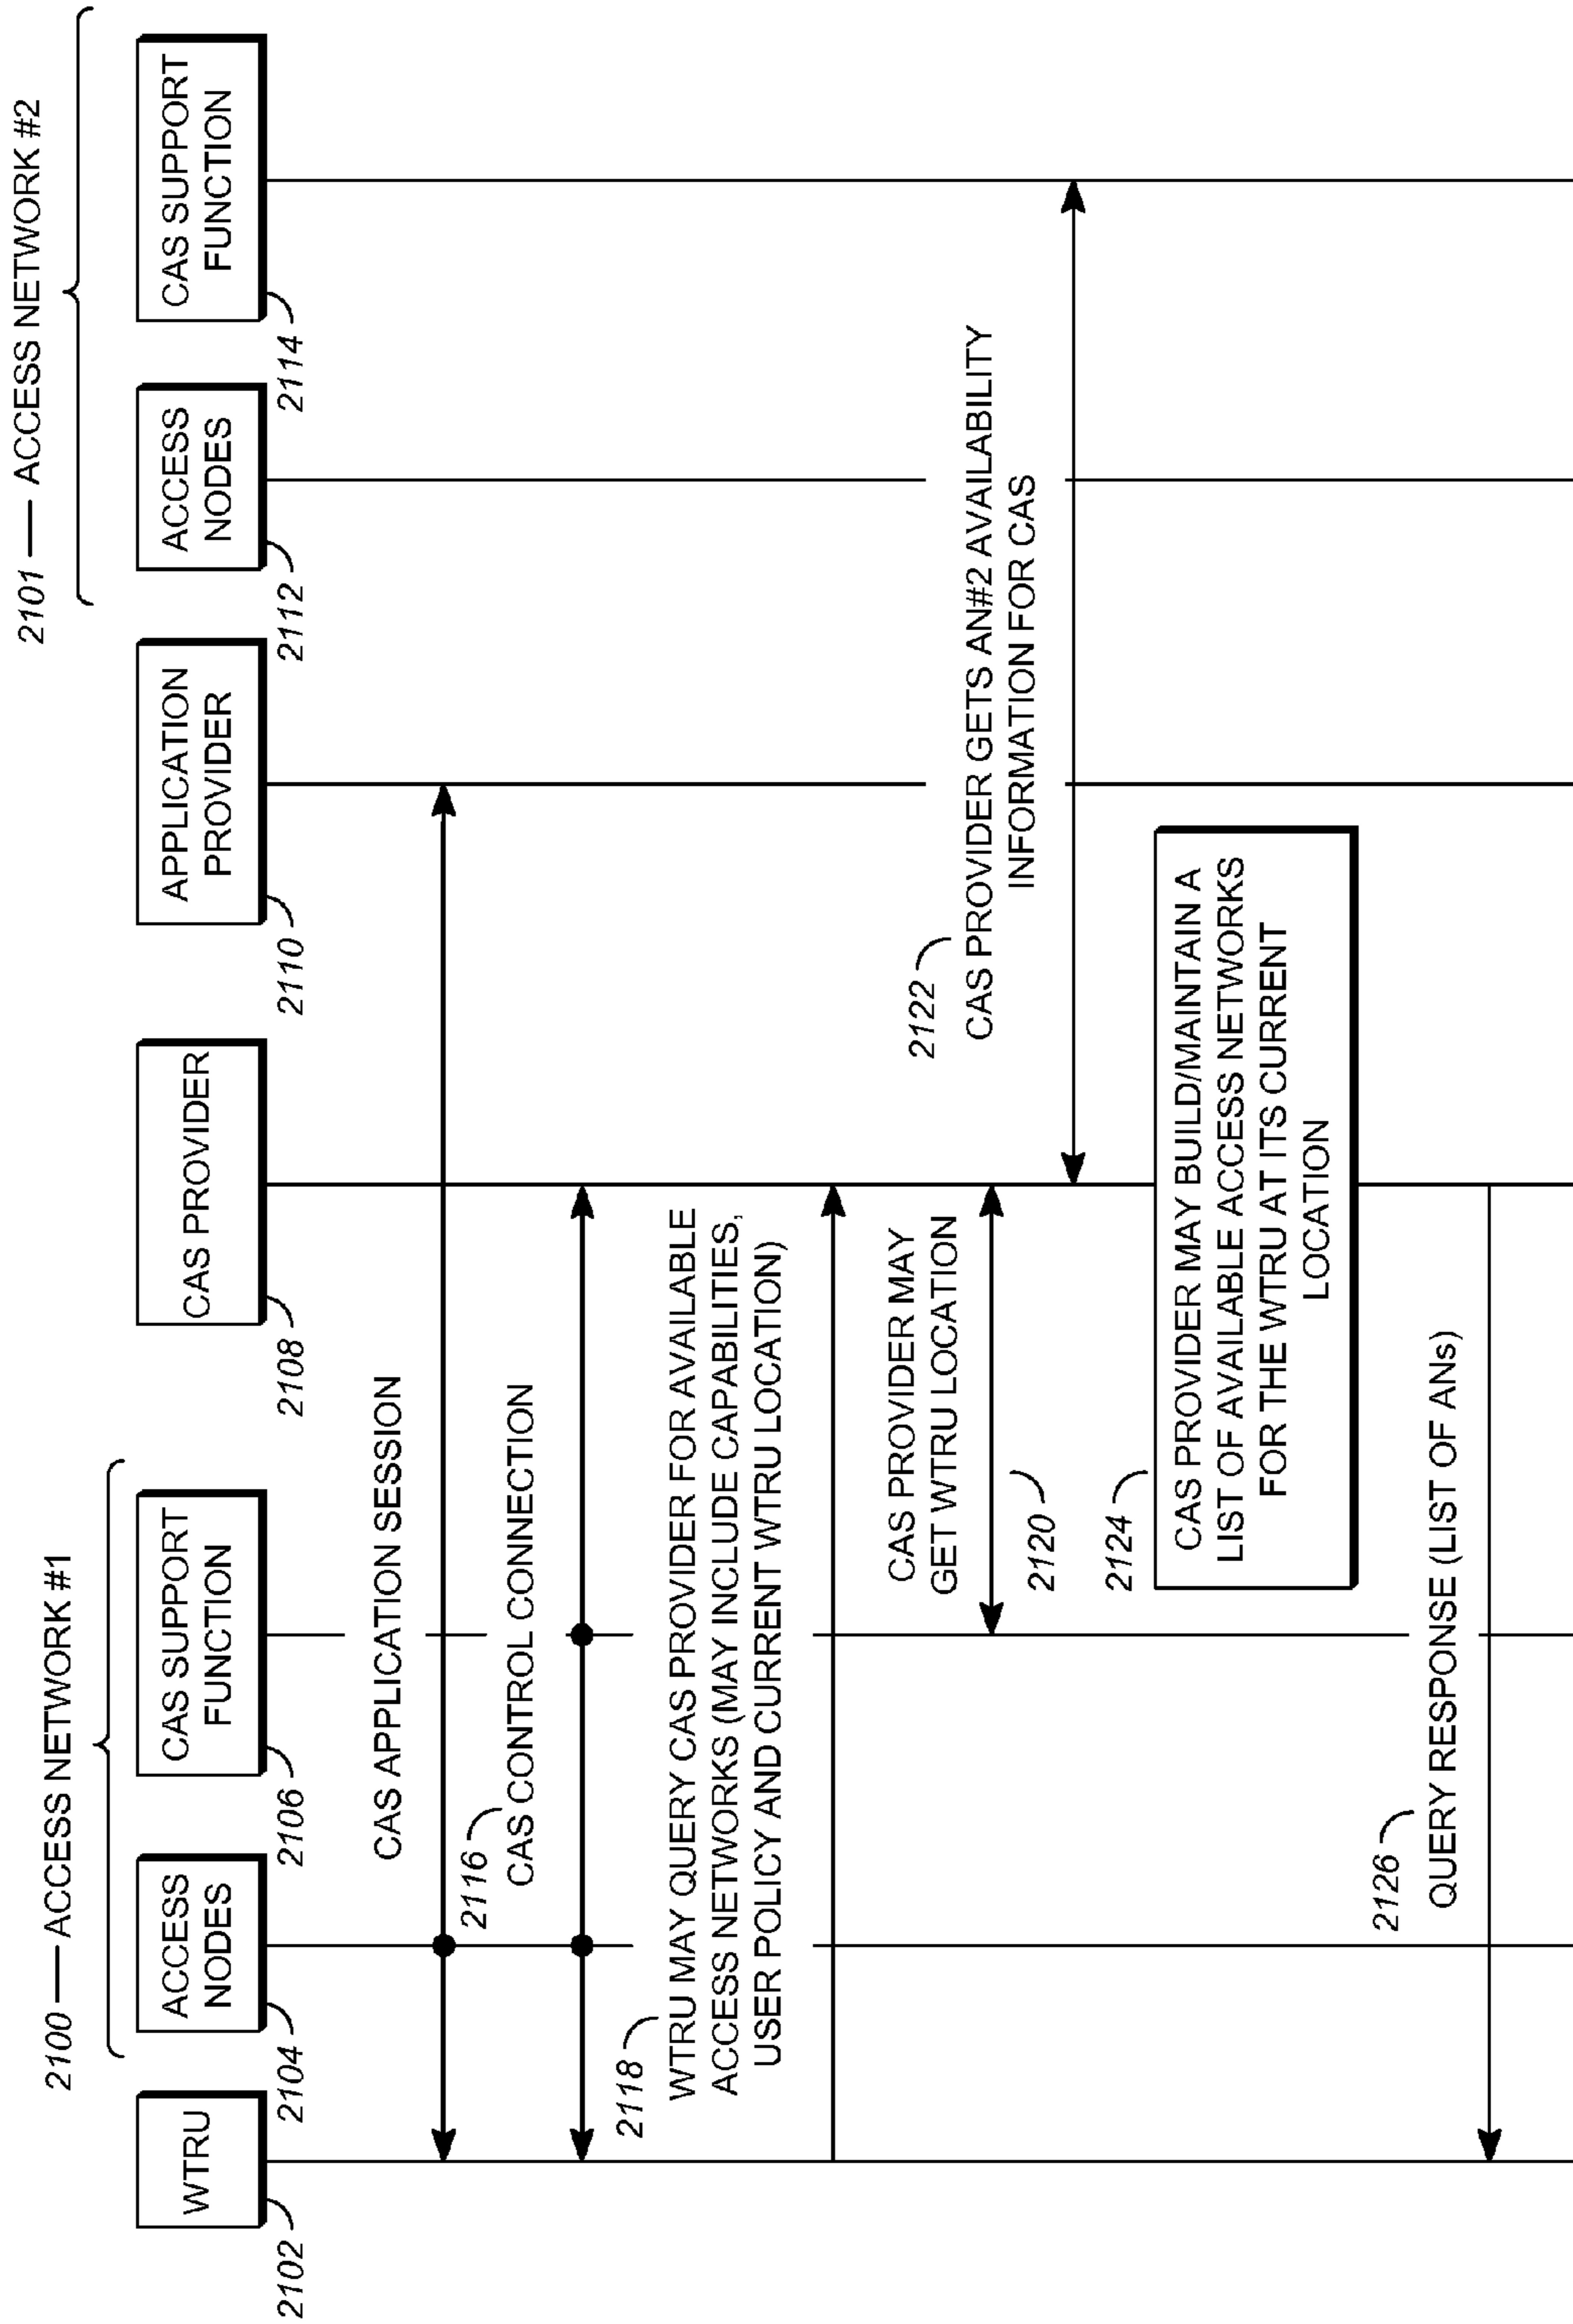 2100 — ACCESS NETWORK #1
2101 — ACCESS NETWORK #2
WTRU
2102
ACCESS
NODES
2104
CAS SUPPORT
FUNCTION
2106
CAS PROVIDER
2108
APPLICATION
PROVIDER
2110
ACCESS
NODES
2112
CAS SUPPORT
FUNCTION
2114
CAS APPLICATION SESSION
2116
CAS CONTROL CONNECTION
2118
WTRU MAY QUERY CAS PROVIDER FOR AVAILABLE
ACCESS NETWORKS (MAY INCLUDE CAPABILITIES,
USER POLICY AND CURRENT WTRU LOCATION)
CAS PROVIDER MAY
GET WTRU LOCATION
2120
2122
CAS PROVIDER GETS AN#2 AVAILABILITY
INFORMATION FOR CAS
2124
CAS PROVIDER MAY BUILD/MAINTAIN A
LIST OF AVAILABLE ACCESS NETWORKS
FOR THE WTRU AT ITS CURRENT
LOCATION
2126
QUERY RESPONSE (LIST OF ANs)